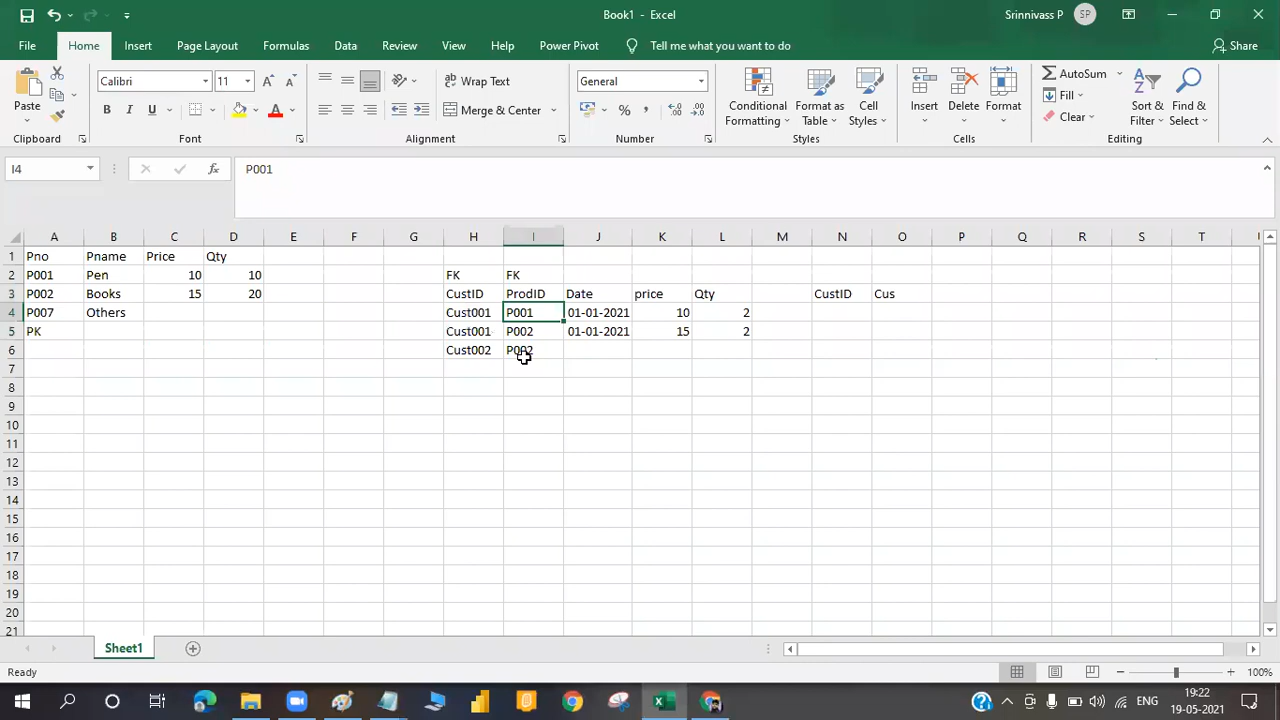 Book1 - Excel
Srinnivass P
SP
File Home Insert Page Layout Formulas Data Review View Help Power Pivot Tell me what you want to do Share
Paste
Calibri 11
B I U
Wrap Text
Merge & Center
General
Conditional Formatting
Format as Table
Cell Styles
Insert Delete Format
AutoSum
Fill
Clear
Sort & Filter
Find & Select
Clipboard Font Alignment Number Styles Cells Editing
I4 fx P001
A B C D E F G H I J K L M N O P Q R S T
1 Pno Pname Price Qty
2 P001 Pen 10 10 FK FK
3 P002 Books 15 20 CustID ProdID Date price Qty CustID Cus
4 P007 Others Cust001 P001 01-01-2021 10 2
5 PK Cust001 P002 01-01-2021 15 2
6 Cust002 P002
7
8
9
10
11
12
13
14
15
16
17
18
19
20
21
Sheet1
Ready 100%
ENG 19:22
19-05-2021